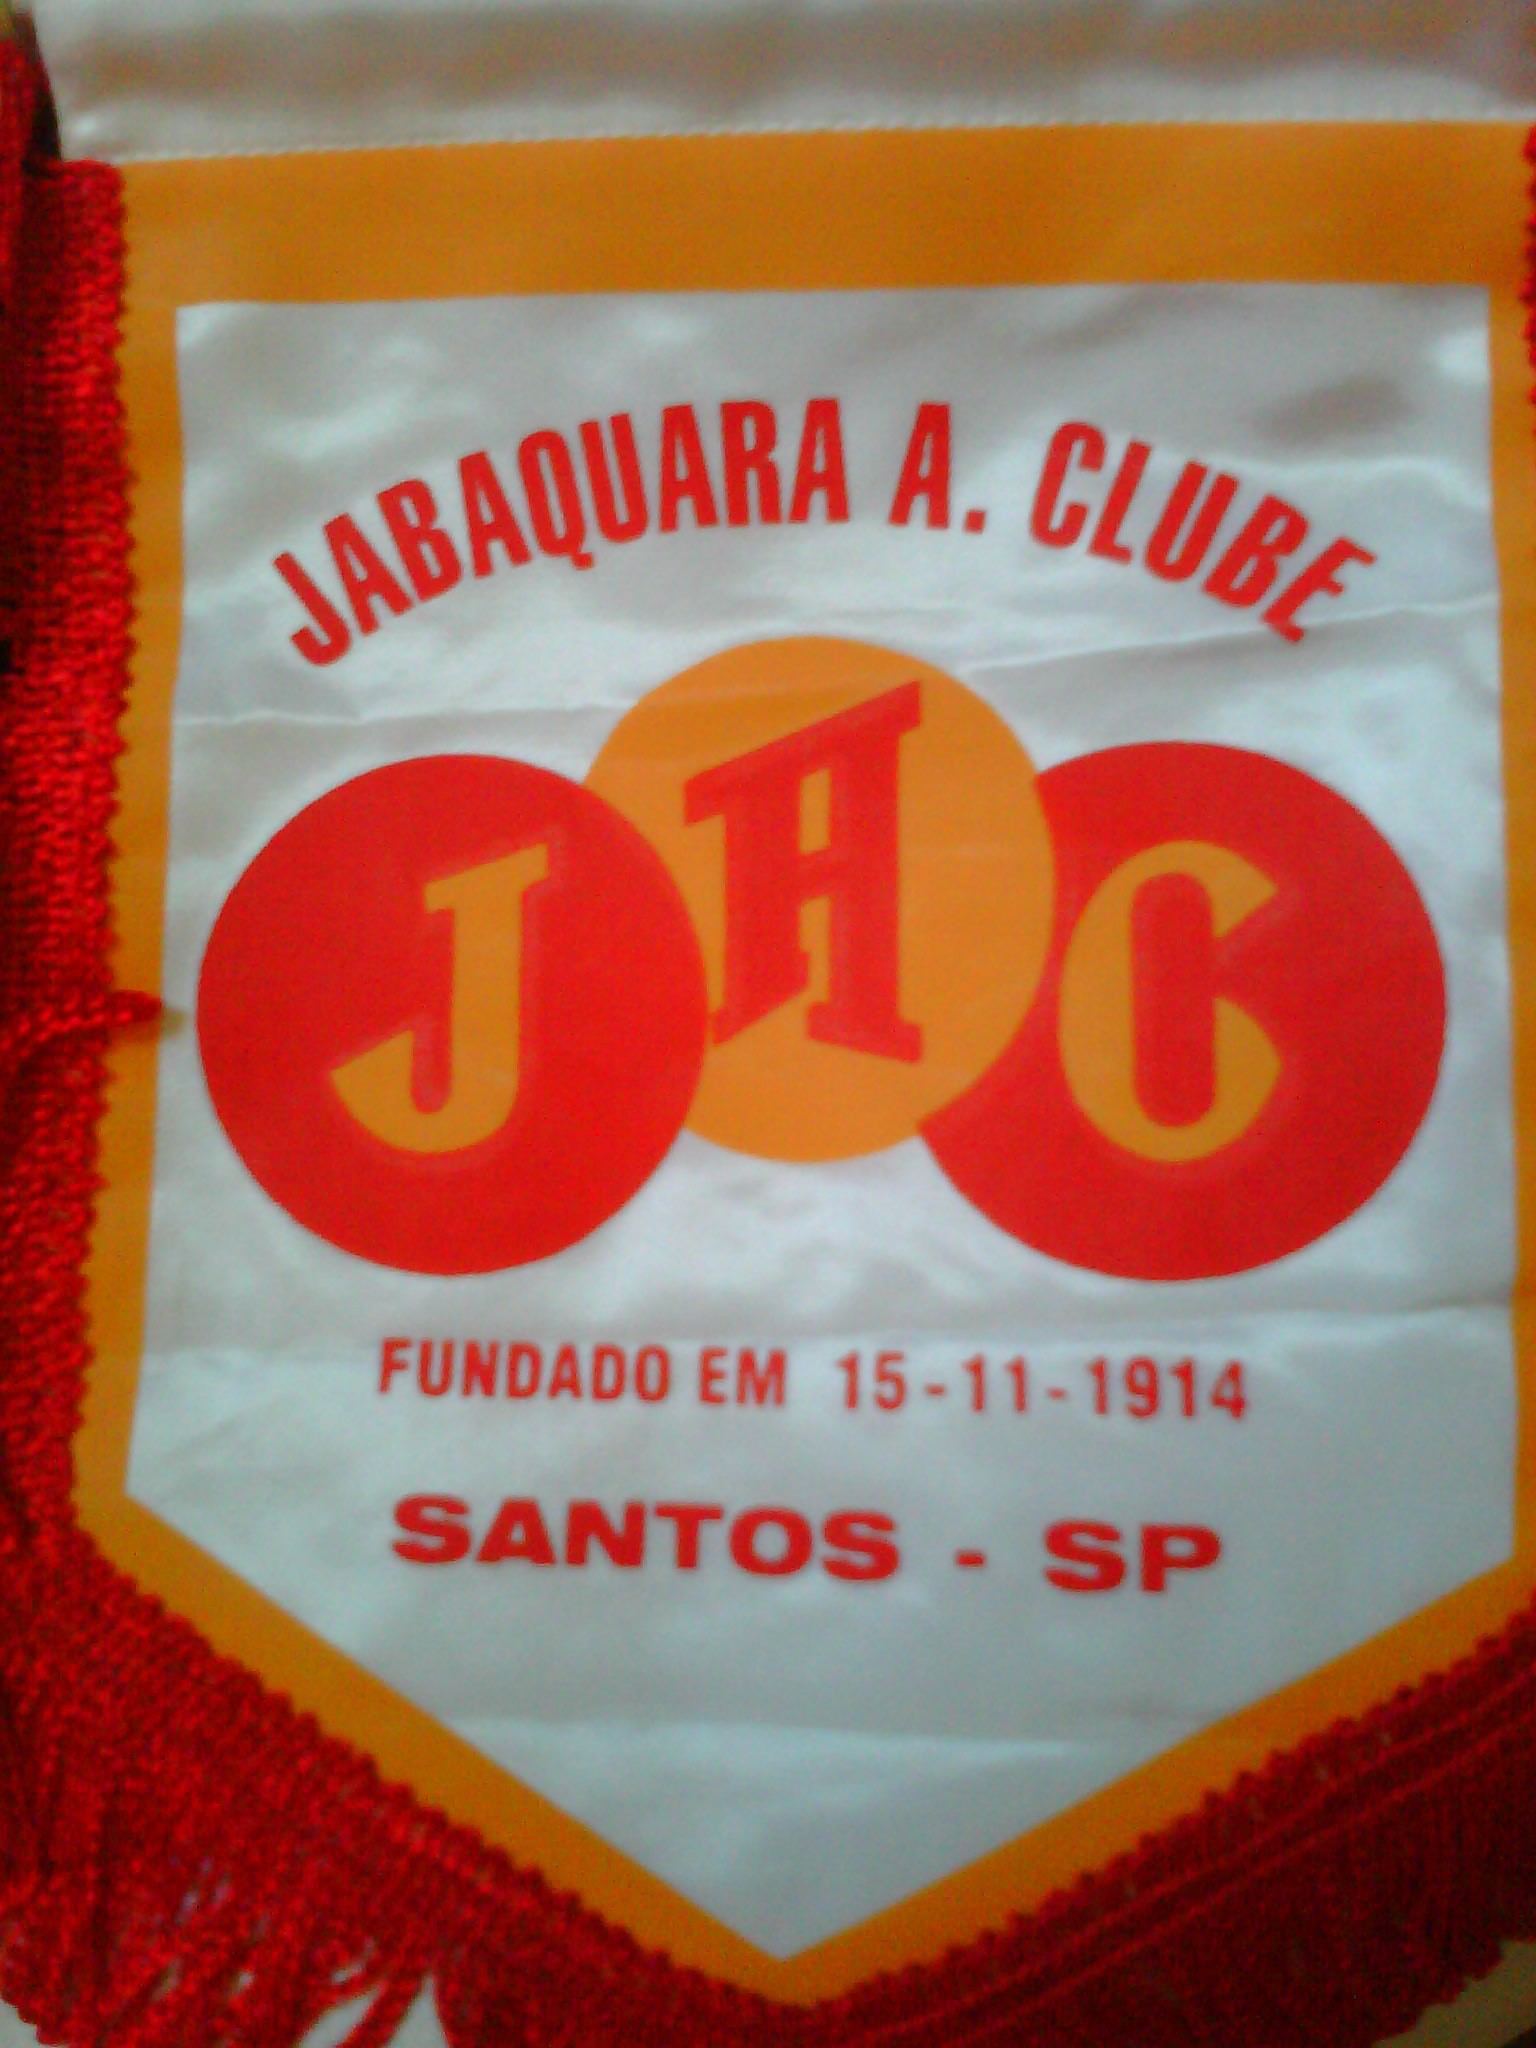 JABAQUARA A. CLUBE
JAC
FUNDADO EM 15-11-1914
SANTOS - SP